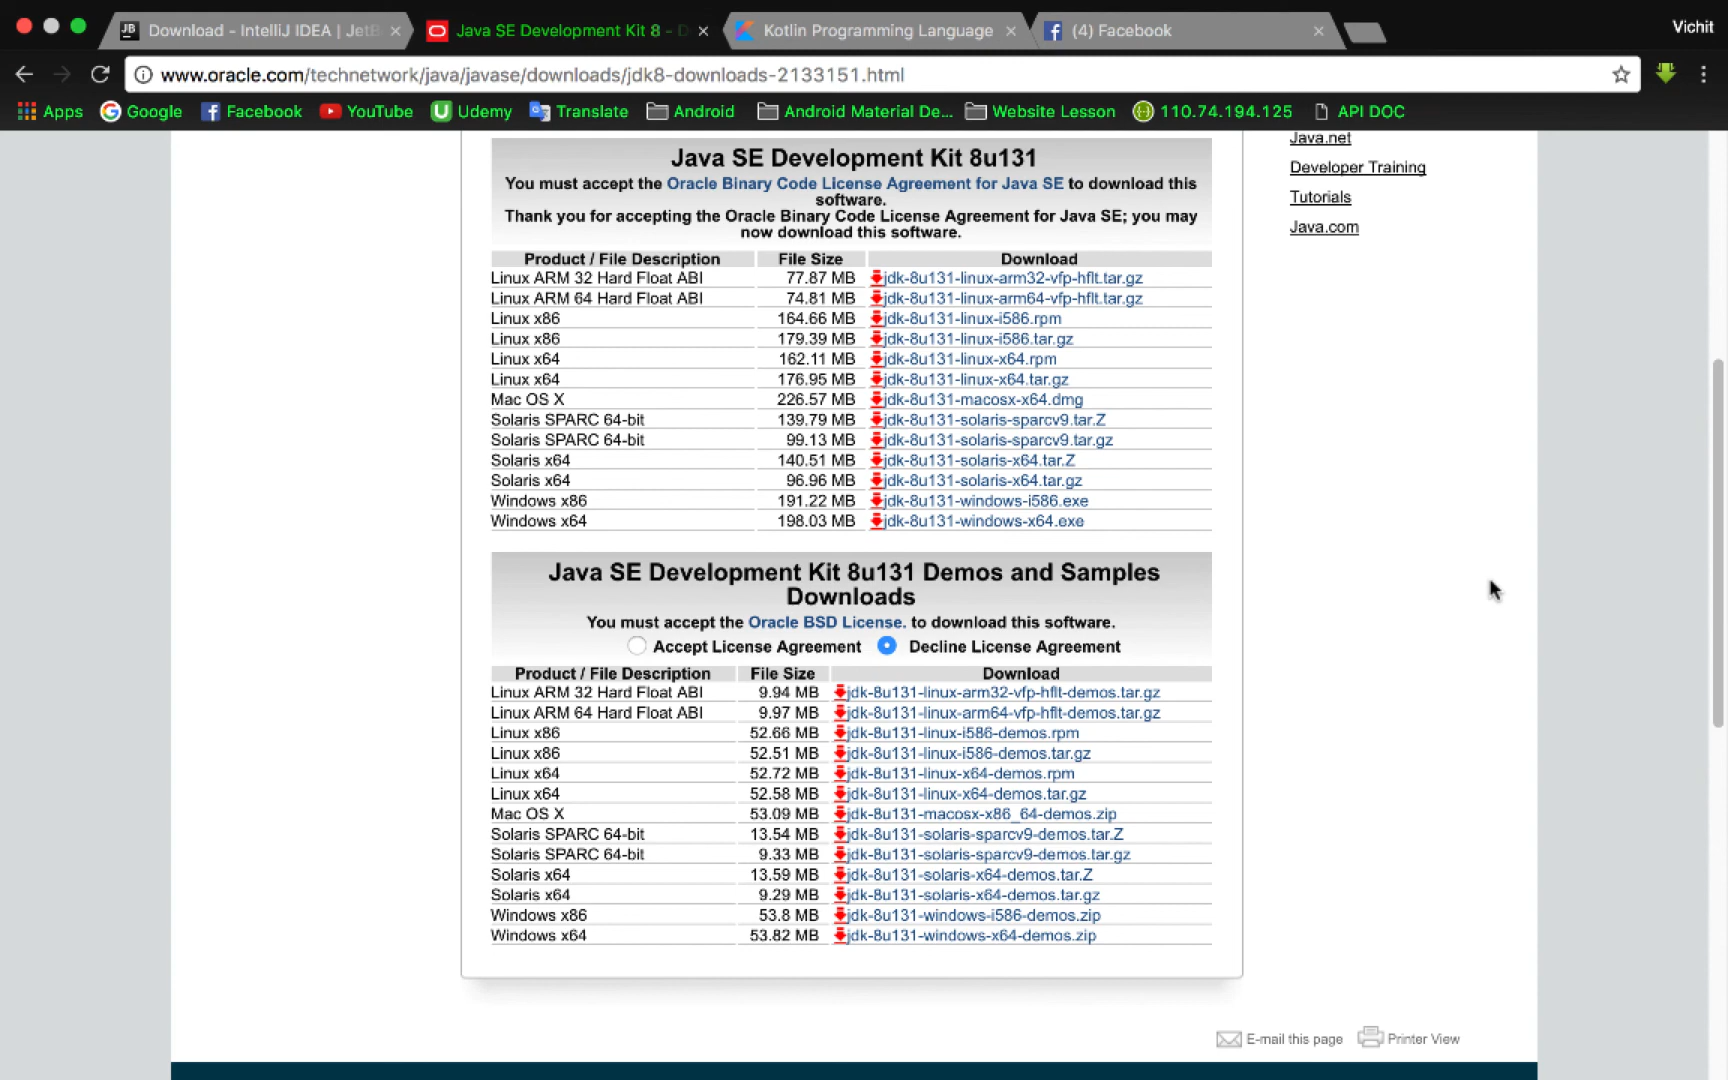 Download - IntelliJ IDEA | JetB
Java SE Development Kit 8 - D
Kotlin Programming Language
(4) Facebook
Vichit
www.oracle.com/technetwork/java/javase/downloads/jdk8-downloads-2133151.html
Apps
Google
Facebook
YouTube
Udemy
Translate
Android
Android Material De...
Website Lesson
110.74.194.125
API DOC
Java.net
Developer Training
Tutorials
Java.com
Java SE Development Kit 8u131
You must accept the Oracle Binary Code License Agreement for Java SE to download this
software.
Thank you for accepting the Oracle Binary Code License Agreement for Java SE; you may
now download this software.
Product / File Description File Size Download
Linux ARM 32 Hard Float ABI 77.87 MB jdk-8u131-linux-arm32-vfp-hflt.tar.gz
Linux ARM 64 Hard Float ABI 74.81 MB jdk-8u131-linux-arm64-vfp-hflt.tar.gz
Linux x86 164.66 MB jdk-8u131-linux-i586.rpm
Linux x86 179.39 MB jdk-8u131-linux-i586.tar.gz
Linux x64 162.11 MB jdk-8u131-linux-x64.rpm
Linux x64 176.95 MB jdk-8u131-linux-x64.tar.gz
Mac OS X 226.57 MB jdk-8u131-macosx-x64.dmg
Solaris SPARC 64-bit 139.79 MB jdk-8u131-solaris-sparcv9.tar.Z
Solaris SPARC 64-bit 99.13 MB jdk-8u131-solaris-sparcv9.tar.gz
Solaris x64 140.51 MB jdk-8u131-solaris-x64.tar.Z
Solaris x64 96.96 MB jdk-8u131-solaris-x64.tar.gz
Windows x86 191.22 MB jdk-8u131-windows-i586.exe
Windows x64 198.03 MB jdk-8u131-windows-x64.exe
Java SE Development Kit 8u131 Demos and Samples
Downloads
You must accept the Oracle BSD License. to download this software.
Accept License Agreement Decline License Agreement
Product / File Description File Size Download
Linux ARM 32 Hard Float ABI 9.94 MB jdk-8u131-linux-arm32-vfp-hflt-demos.tar.gz
Linux ARM 64 Hard Float ABI 9.97 MB jdk-8u131-linux-arm64-vfp-hflt-demos.tar.gz
Linux x86 52.66 MB jdk-8u131-linux-i586-demos.rpm
Linux x86 52.51 MB jdk-8u131-linux-i586-demos.tar.gz
Linux x64 52.72 MB jdk-8u131-linux-x64-demos.rpm
Linux x64 52.58 MB jdk-8u131-linux-x64-demos.tar.gz
Mac OS X 53.09 MB jdk-8u131-macosx-x86_64-demos.zip
Solaris SPARC 64-bit 13.54 MB jdk-8u131-solaris-sparcv9-demos.tar.Z
Solaris SPARC 64-bit 9.33 MB jdk-8u131-solaris-sparcv9-demos.tar.gz
Solaris x64 13.59 MB jdk-8u131-solaris-x64-demos.tar.Z
Solaris x64 9.29 MB jdk-8u131-solaris-x64-demos.tar.gz
Windows x86 53.8 MB jdk-8u131-windows-i586-demos.zip
Windows x64 53.82 MB jdk-8u131-windows-x64-demos.zip
E-mail this page
Printer View